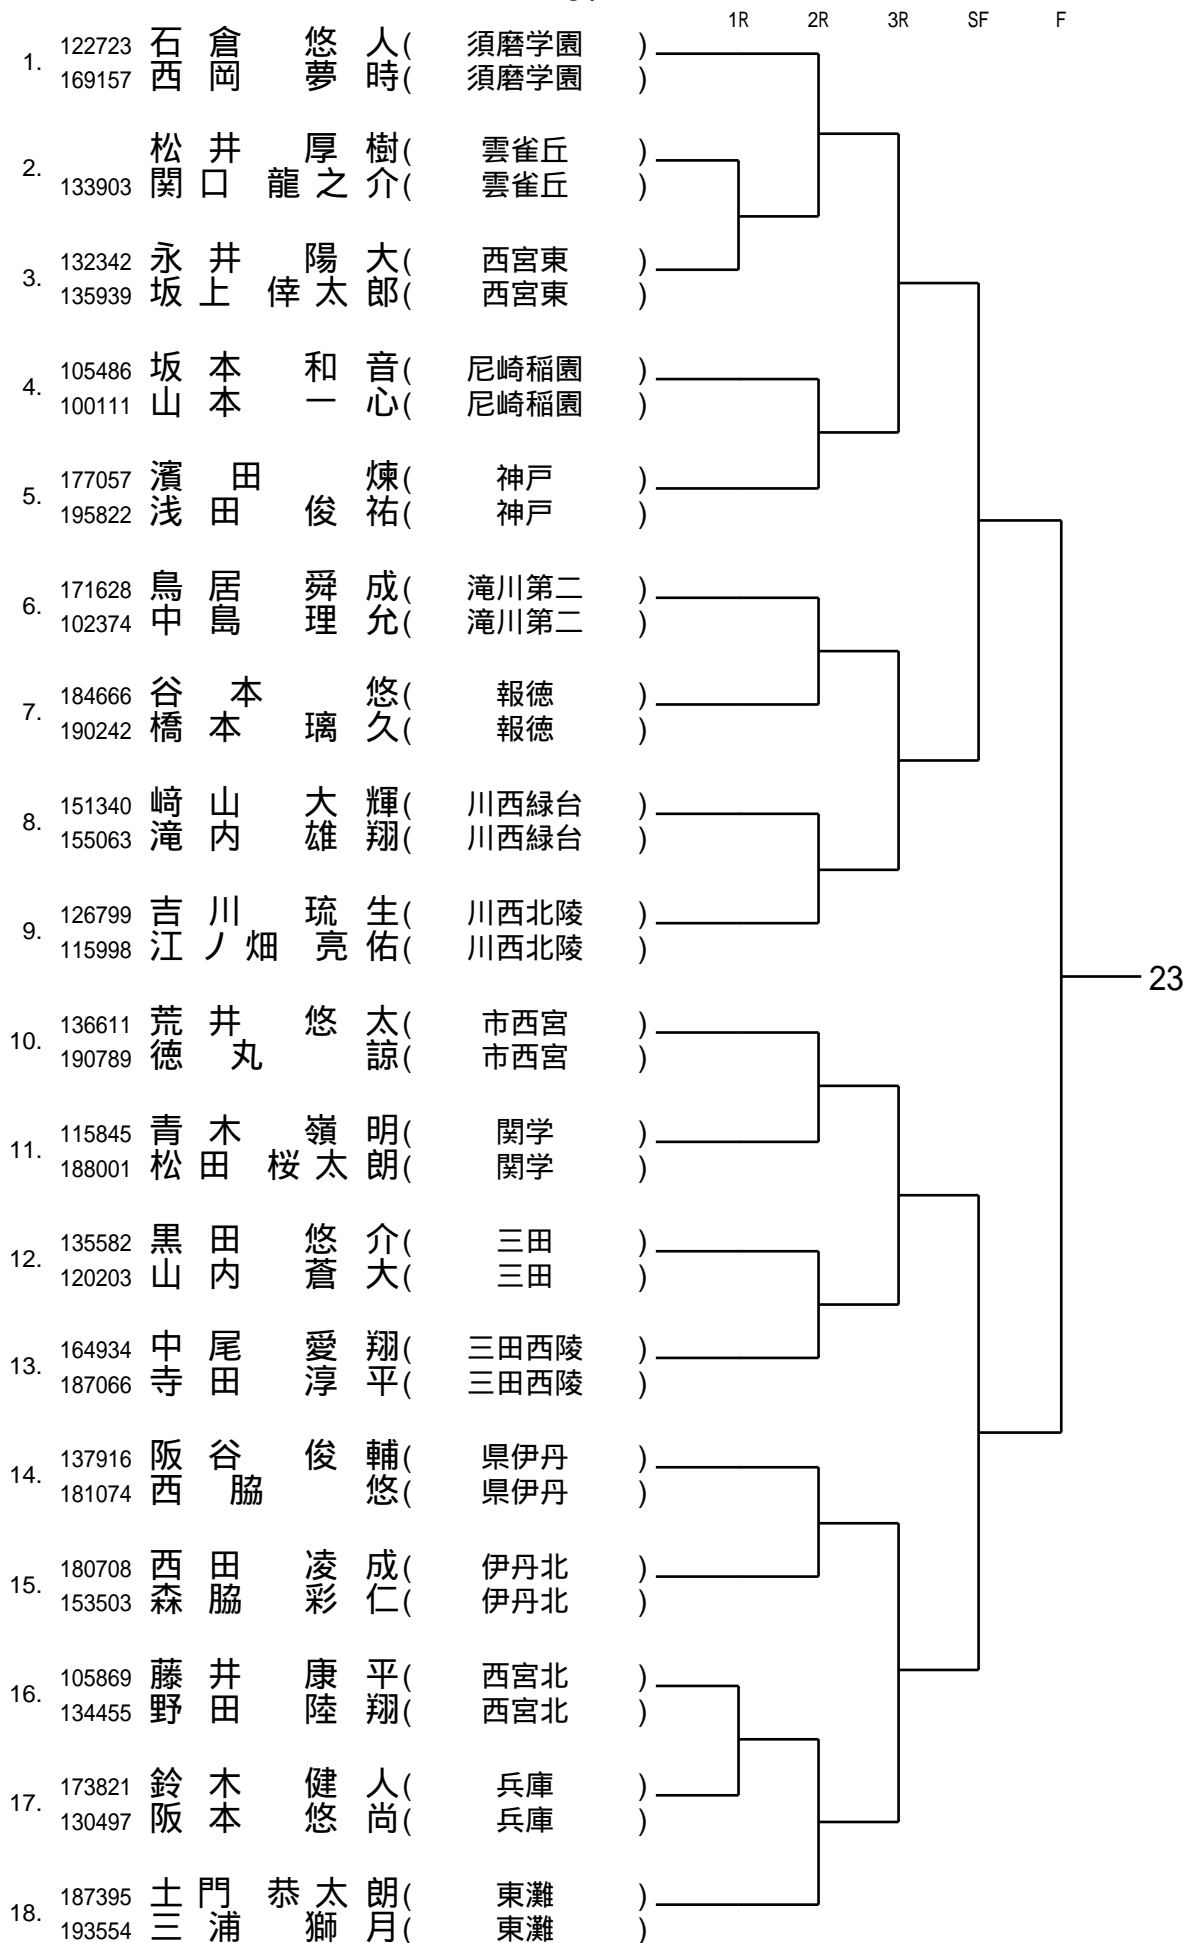 1R 2R 3R SF F
1. 122723 石倉 悠人( 須磨学園 )
169157 西岡 夢時( 須磨学園 )
2. 松井 厚樹( 雲雀丘 )
133903 関口 龍之介( 雲雀丘 )
3. 132342 永井 陽大( 西宮東 )
135939 坂上 倖太郎( 西宮東 )
4. 105486 坂本 和音( 尼崎稲園 )
100111 山本 一心( 尼崎稲園 )
5. 177057 濱田 煉( 神戸 )
195822 浅田 俊祐( 神戸 )
6. 171628 鳥居 舜成( 滝川第二 )
102374 中島 理允( 滝川第二 )
7. 184666 谷本 悠( 報徳 )
190242 橋本 璃久( 報徳 )
8. 151340 﨑山 大輝( 川西緑台 )
155063 滝内 雄翔( 川西緑台 )
9. 126799 吉川 琉生( 川西北陵 )
115998 江ノ畑 亮佑( 川西北陵 )
23
10. 136611 荒井 悠太( 市西宮 )
190789 徳丸 諒( 市西宮 )
11. 115845 青木 嶺明( 関学 )
188001 松田 桜太朗( 関学 )
12. 135582 黒田 悠介( 三田 )
120203 山内 蒼大( 三田 )
13. 164934 中尾 愛翔( 三田西陵 )
187066 寺田 淳平( 三田西陵 )
14. 137916 阪谷 俊輔( 県伊丹 )
181074 西脇 悠( 県伊丹 )
15. 180708 西田 凌成( 伊丹北 )
153503 森脇 彩仁( 伊丹北 )
16. 105869 藤井 康平( 西宮北 )
134455 野田 陸翔( 西宮北 )
17. 173821 鈴木 健人( 兵庫 )
130497 阪本 悠尚( 兵庫 )
18. 187395 土門 恭太朗( 東灘 )
193554 三浦 獅月( 東灘 )